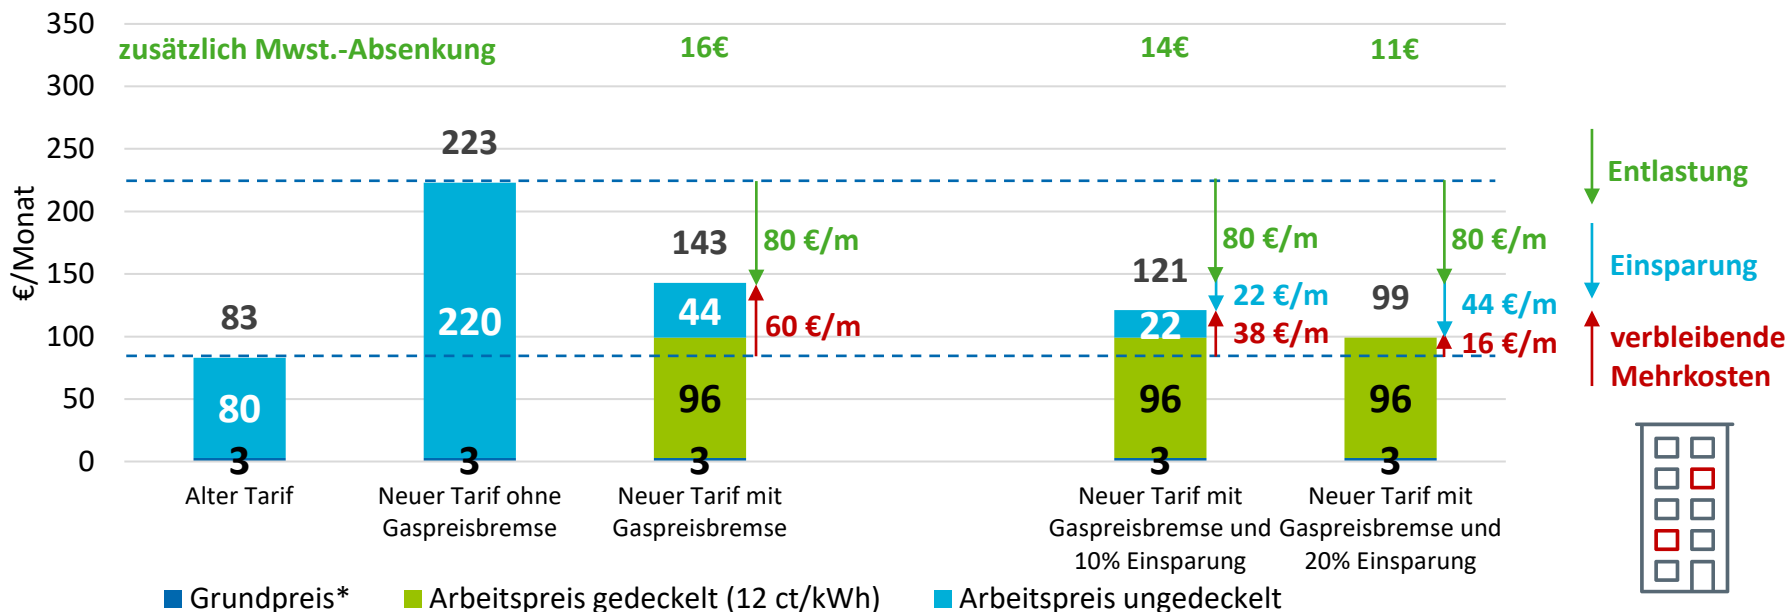 350
300
250
200
150
100
50
0
€/Monat
zusätzlich Mwst.-Absenkung
16€
14€
11€
83
80
3
223
220
3
143
44
96
3
80 €/m
60 €/m
121
22
96
3
80 €/m
22 €/m
38 €/m
99
96
3
80 €/m
44 €/m
16 €/m
Entlastung
Einsparung
verbleibende
Mehrkosten
Alter Tarif
Neuer Tarif ohne
Gaspreisbremse
Neuer Tarif mit
Gaspreisbremse
Neuer Tarif mit
Gaspreisbremse und
10% Einsparung
Neuer Tarif mit
Gaspreisbremse und
20% Einsparung
Grundpreis*
Arbeitspreis gedeckelt (12 ct/kWh)
Arbeitspreis ungedeckelt